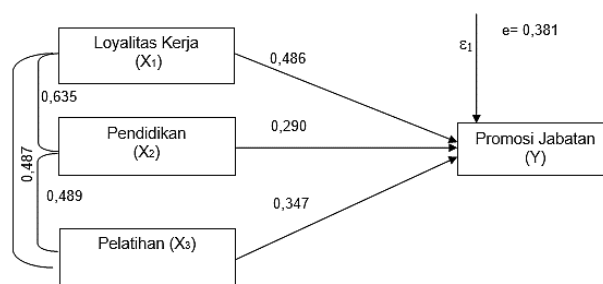 Loyalitas Kerja
(X1)
0,486
ε1
e= 0,381
0,635
0,487
Pendidikan
(X2)
0,290
Promosi Jabatan
(Y)
0,489
0,347
Pelatihan (X3)